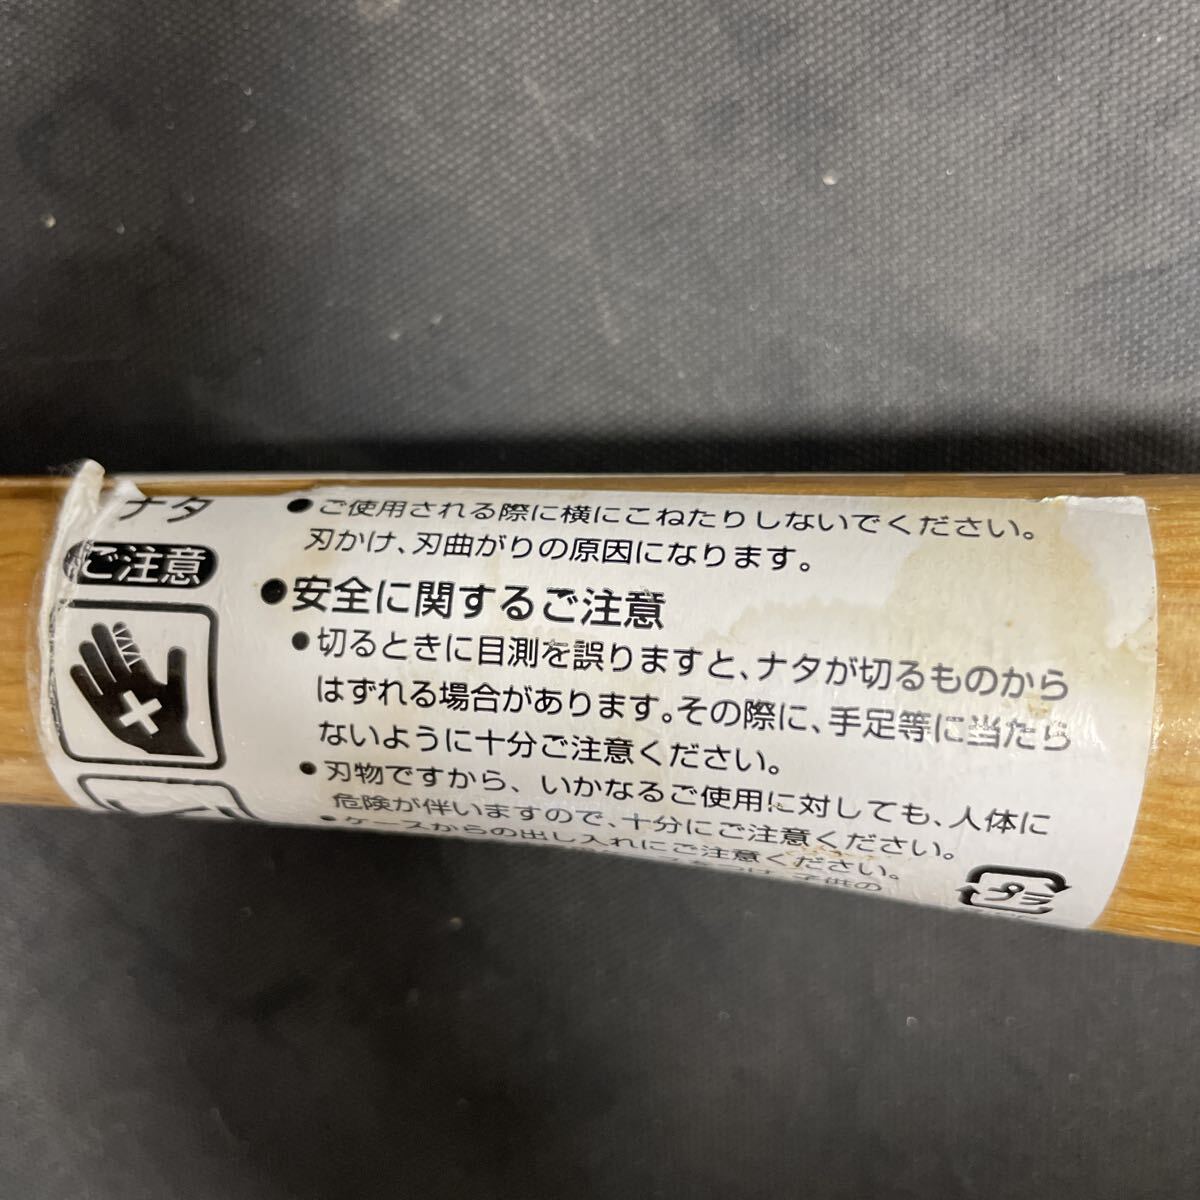 ナタ
ご注意
●ご使用される際に横にこねたりしないでください。
刃かけ、刃曲がりの原因になります。
●安全に関するご注意
●切るときに目測を誤りますと、ナタが切るものから
はずれる場合があります。その際に、手足等に当たら
ないように十分ご注意ください。
●刃物ですから、いかなるご使用に対しても、人体に
危険が伴いますので、十分にご注意ください。
●ケースからの出し入れにご注意ください。
子供の
プラ